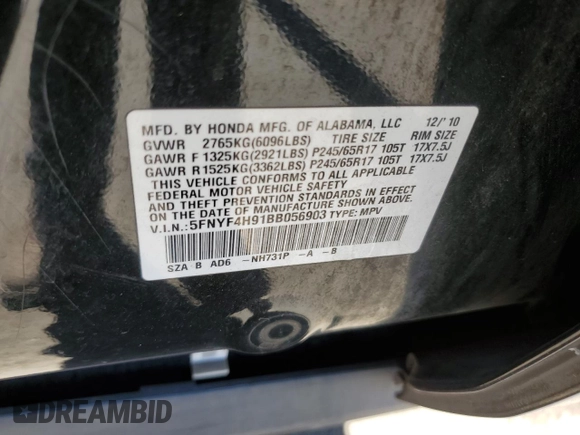 MFD. BY HONDA MFG. OF ALABAMA, LLC 12/'10
GVWR 2765KG(6096LBS) TIRE SIZE RIM SIZE
GAWR F 1325KG(2921LBS) P245/65R17 105T 17X7.5J
GAWR R 1525KG(3362LBS) P245/65R17 105T 17X7.5J
THIS VEHICLE CONFORMS TO ALL APPLICABLE
FEDERAL MOTOR VEHICLE SAFETY
AND THEFT PREVENTION STANDARDS IN EFFECT
ON THE DATE OF MANUFACTURE SHOWN ABOVE.
V.I.N.:5FNYF4H91BB056903 TYPE: MPV
SZA B AD6 -NH731P -A -B
DREAMBID